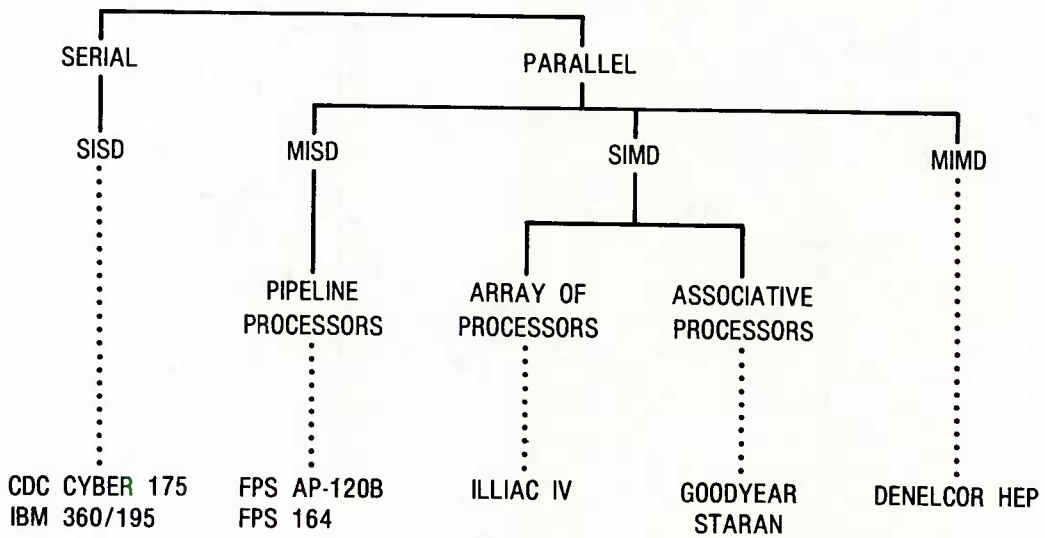 SERIAL
PARALLEL
SISD
MISD
SIMD
MIMD
PIPELINE
PROCESSORS
ARRAY OF
PROCESSORS
ASSOCIATIVE
PROCESSORS
CDC CYBER 175
IBM 360/195
FPS AP-120B
FPS 164
ILLIAC IV
GOODYEAR
STARAN
DENELCOR HEP